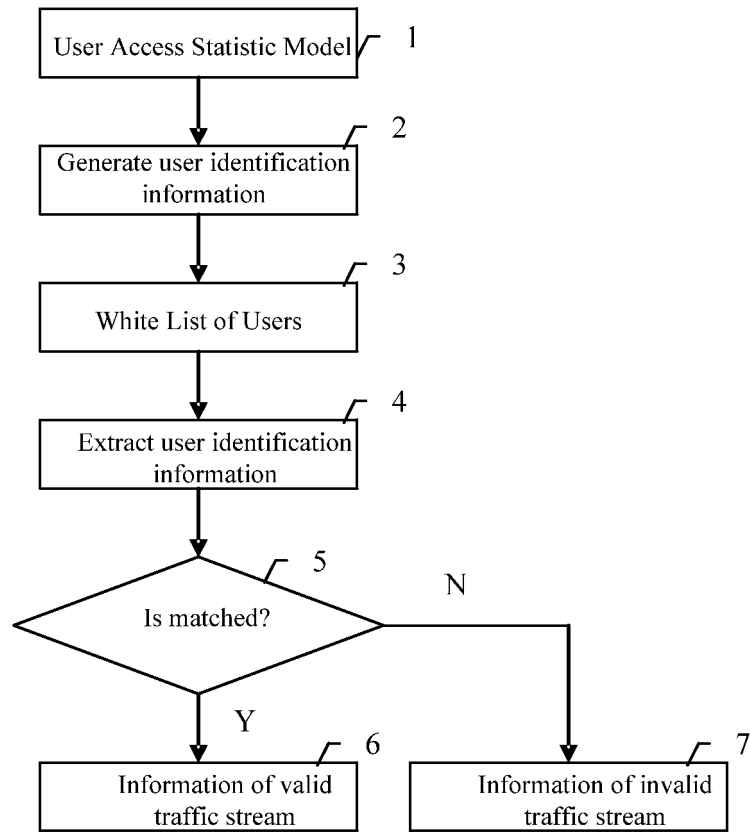 User Access Statistic Model
1
2
Generate user identification
information
3
White List of Users
4
Extract user identification
information
5
Is matched?
N
Y
6
Information of valid
traffic stream
7
Information of invalid
traffic stream